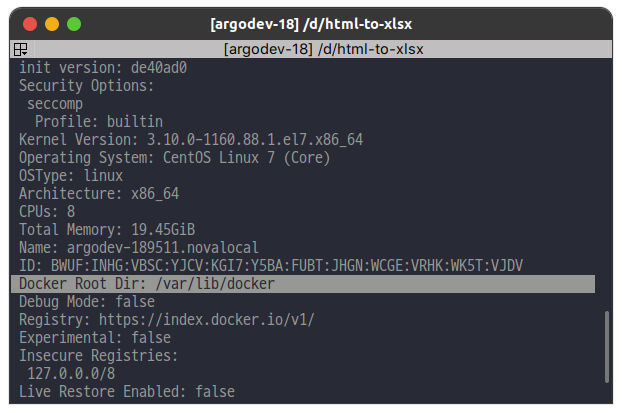 [argodev-18] /d/html-to-xlsx
[argodev-18] /d/html-to-xlsx
init version: de40ad0
Security Options:
seccomp
Profile: builtin
Kernel Version: 3.10.0-1160.88.1.el7.x86_64
Operating System: CentOS Linux 7 (Core)
OSType: linux
Architecture: x86_64
CPUs: 8
Total Memory: 19.45GiB
Name: argodev-189511.novalocal
ID: BWUF:INHG:VBSC:YJCV:KGI7:Y5BA:FUBT:JHGN:WCGE:VRHK:WK5T:VJDV
Docker Root Dir: /var/lib/docker
Debug Mode: false
Registry: https://index.docker.io/v1/
Experimental: false
Insecure Registries:
127.0.0.0/8
Live Restore Enabled: false